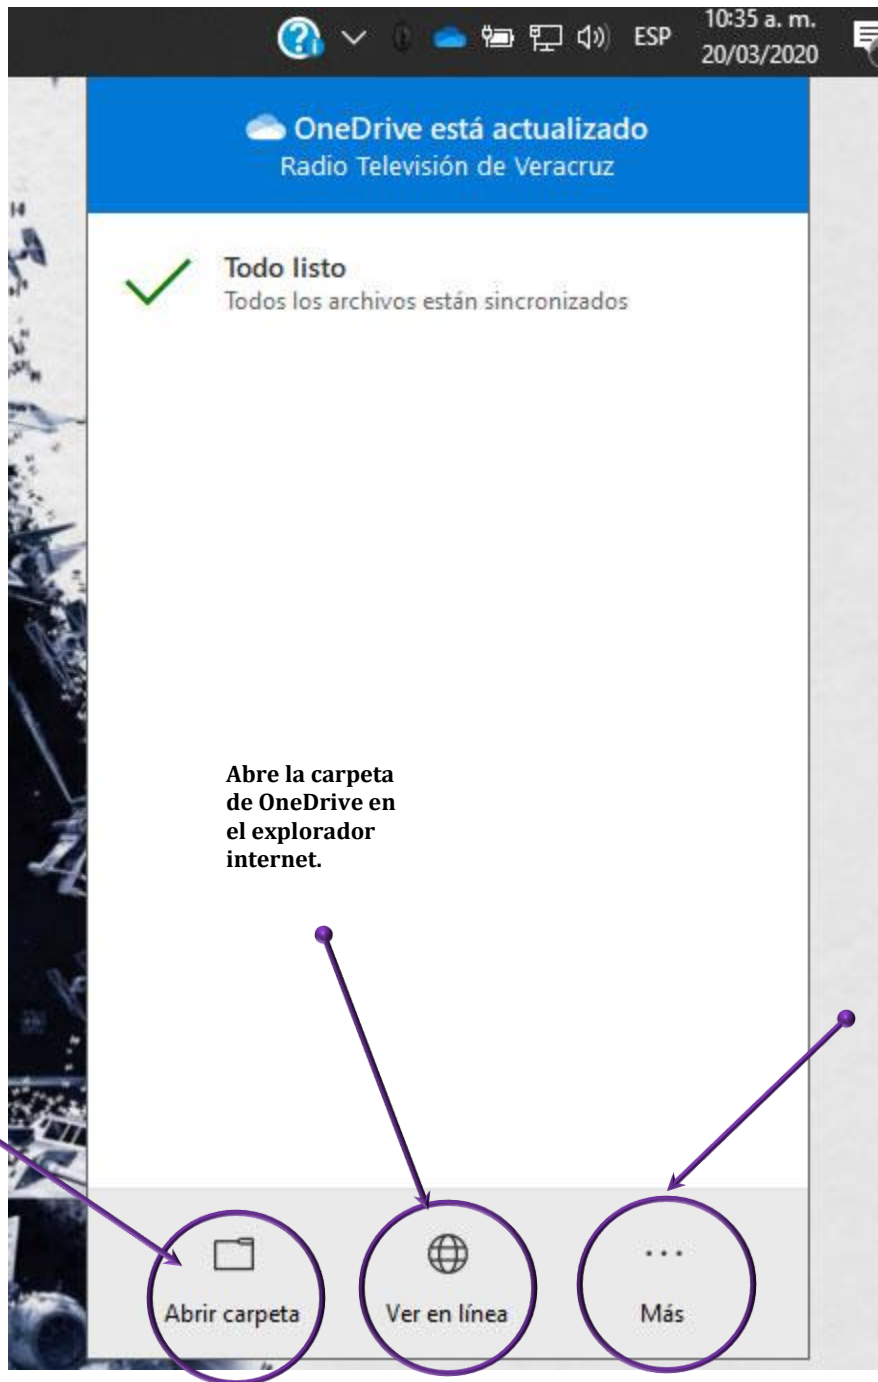 10:35 a. m.
ESP
20/03/2020
OneDrive está actualizado
Radio Televisión de Veracruz
Todo listo
Todos los archivos están sincronizados
Abre la carpeta
de OneDrive en
el explorador
internet.
Abrir carpeta
Ver en línea
Más